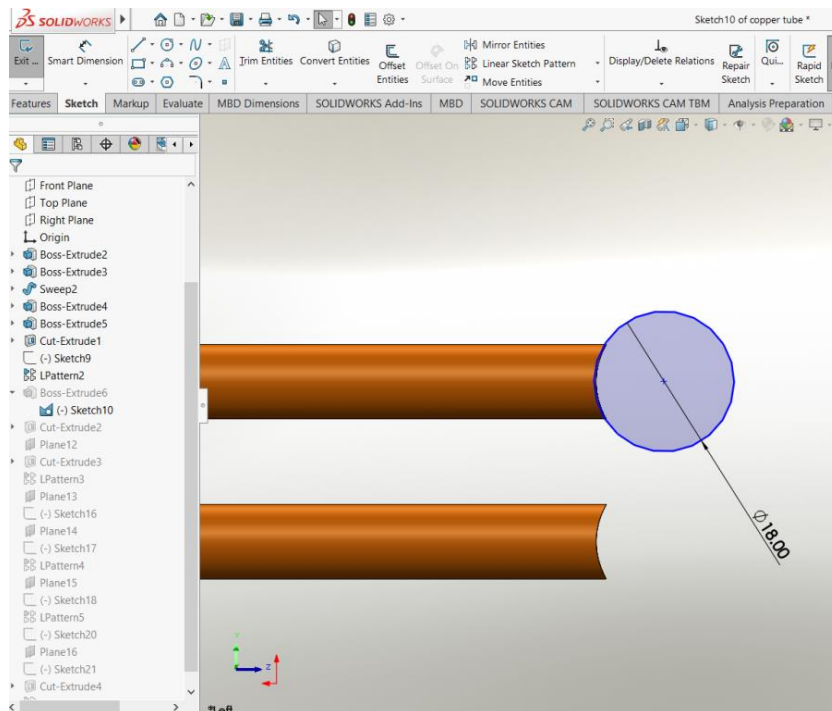 SOLIDWORKS
Sketch10 of copper tube *
Exit ...
Smart Dimension
Trim Entities
Convert Entities
Offset Entities
Offset On Surface
Mirror Entities
Linear Sketch Pattern
Move Entities
Display/Delete Relations
Repair Sketch
Qui...
Rapid Sketch
Features Sketch Markup Evaluate MBD Dimensions SOLIDWORKS Add-Ins MBD SOLIDWORKS CAM SOLIDWORKS CAM TBM Analysis Preparation
Front Plane
Top Plane
Right Plane
Origin
Boss-Extrude2
Boss-Extrude3
Sweep2
Boss-Extrude4
Boss-Extrude5
Cut-Extrude1
(-) Sketch9
LPattern2
Boss-Extrude6
(-) Sketch10
Cut-Extrude2
Plane12
Cut-Extrude3
LPattern3
Plane13
(-) Sketch16
Plane14
(-) Sketch17
LPattern4
Plane15
(-) Sketch18
LPattern5
(-) Sketch20
Plane16
(-) Sketch21
Cut-Extrude4
∅18.00
Y
Z
*Left